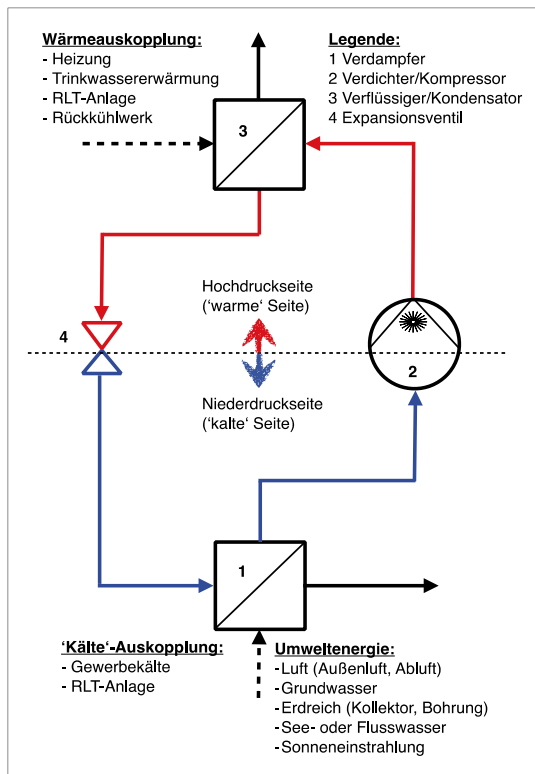 Wärmeauskopplung:
- Heizung
- Trinkwassererwärmung
- RLT-Anlage
- Rückkühlwerk
Legende:
1 Verdampfer
2 Verdichter/Kompressor
3 Verflüssiger/Kondensator
4 Expansionsventil
3
Hochdruckseite
(‘warme‘ Seite)
4
2
Niederdruckseite
(‘kalte‘ Seite)
1
‘Kälte‘-Auskopplung:
- Gewerbekälte
- RLT-Anlage
Umweltenergie:
-Luft (Außenluft, Abluft)
-Grundwasser
-Erdreich (Kollektor, Bohrung)
-See- oder Flusswasser
-Sonneneinstrahlung